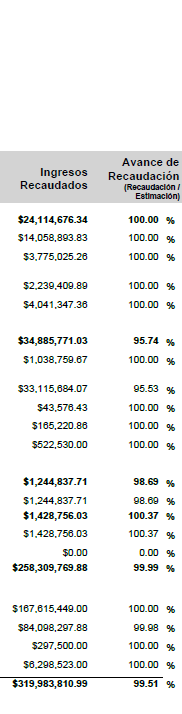 Ingresos Recaudados
Avance de Recaudación
(Recaudación / Estimación)
$24,114,676.34 100.00 %
$14,058,893.83 100.00 %
$3,775,025.26 100.00 %
$2,239,409.89 100.00 %
$4,041,347.36 100.00 %
$34,885,771.03 95.74 %
$1,038,759.67 100.00 %
$33,115,684.07 95.53 %
$43,576.43 100.00 %
$165,220.86 100.00 %
$522,530.00 100.00 %
$1,244,837.71 98.69 %
$1,244,837.71 98.69 %
$1,428,756.03 100.37 %
$1,428,756.03 100.37 %
$0.00 0.00 %
$258,309,769.88 99.99 %
$167,615,449.00 100.00 %
$84,098,297.88 99.98 %
$297,500.00 100.00 %
$6,298,523.00 100.00 %
$319,983,810.99 99.51 %